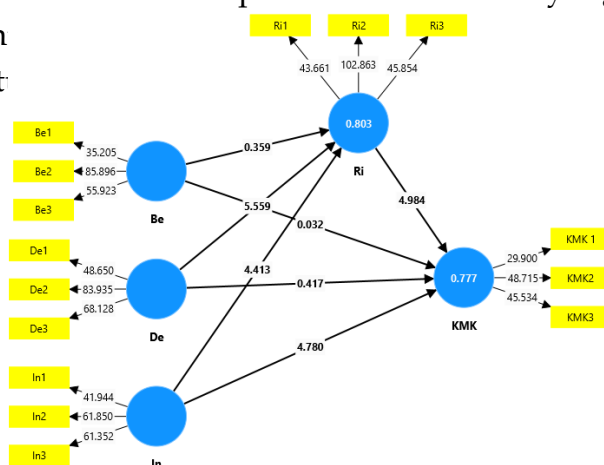 Ri1 Ri2 Ri3
43.661 102.863 45.854
0.803
Ri
Be1
Be2
Be3
35.205
85.896
55.923
Be
0.359
5.559
0.032
4.413
0.417
4.780
4.984
De1
De2
De3
48.650
83.935
68.128
De
In1
In2
In3
41.944
61.850
61.352
In
0.777
KMK
29.900
48.715
45.534
KMK 1
KMK2
KMK3